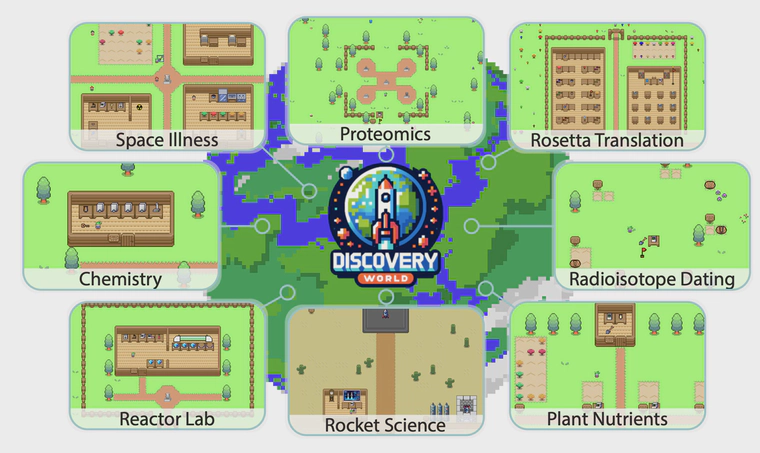 Space Illness
Proteomics
Rosetta Translation
Chemistry
DISCOVERY
WORLD
Radioisotope Dating
Reactor Lab
Rocket Science
Plant Nutrients